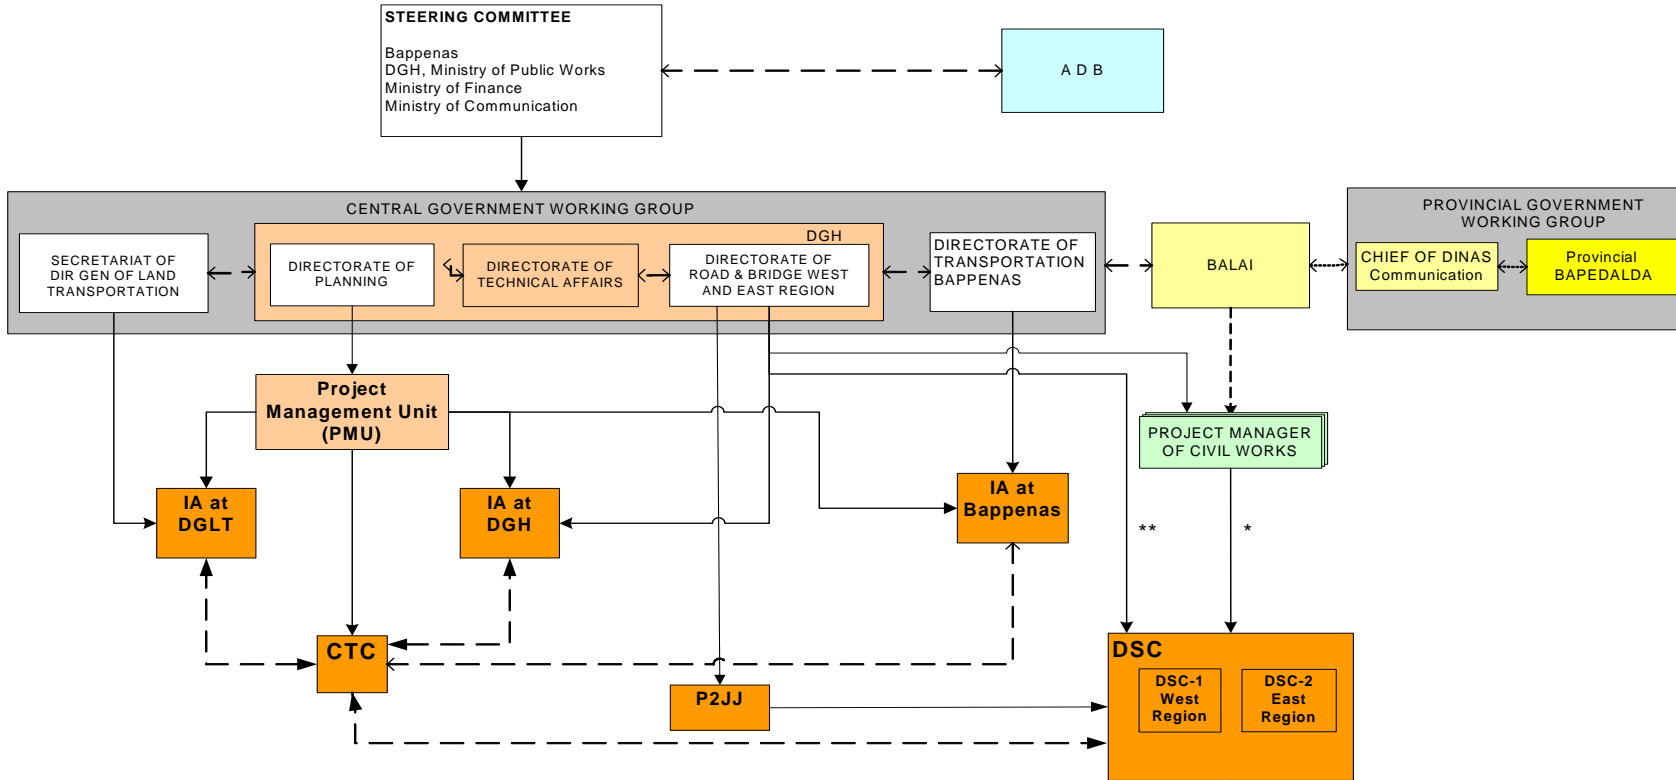 STEERING COMMITTEE
Bappenas
DGH, Ministry of Public Works
Ministry of Finance
Ministry of Communication
A D B
CENTRAL GOVERNMENT WORKING GROUP
SECRETARIAT OF
DIR GEN OF LAND
TRANSPORTATION
DGH
DIRECTORATE OF
PLANNING
DIRECTORATE OF
TECHNICAL AFFAIRS
DIRECTORATE OF
ROAD & BRIDGE WEST
AND EAST REGION
DIRECTORATE OF
TRANSPORTATION
BAPPENAS
BALAI
PROVINCIAL GOVERNMENT
WORKING GROUP
CHIEF OF DINAS
Communication
Provincial
BAPEDALDA
Project
Management Unit
(PMU)
PROJECT MANAGER
OF CIVIL WORKS
IA at
DGLT
IA at
DGH
IA at
Bappenas
**
*
CTC
P2JJ
DSC
DSC-1
West
Region
DSC-2
East
Region